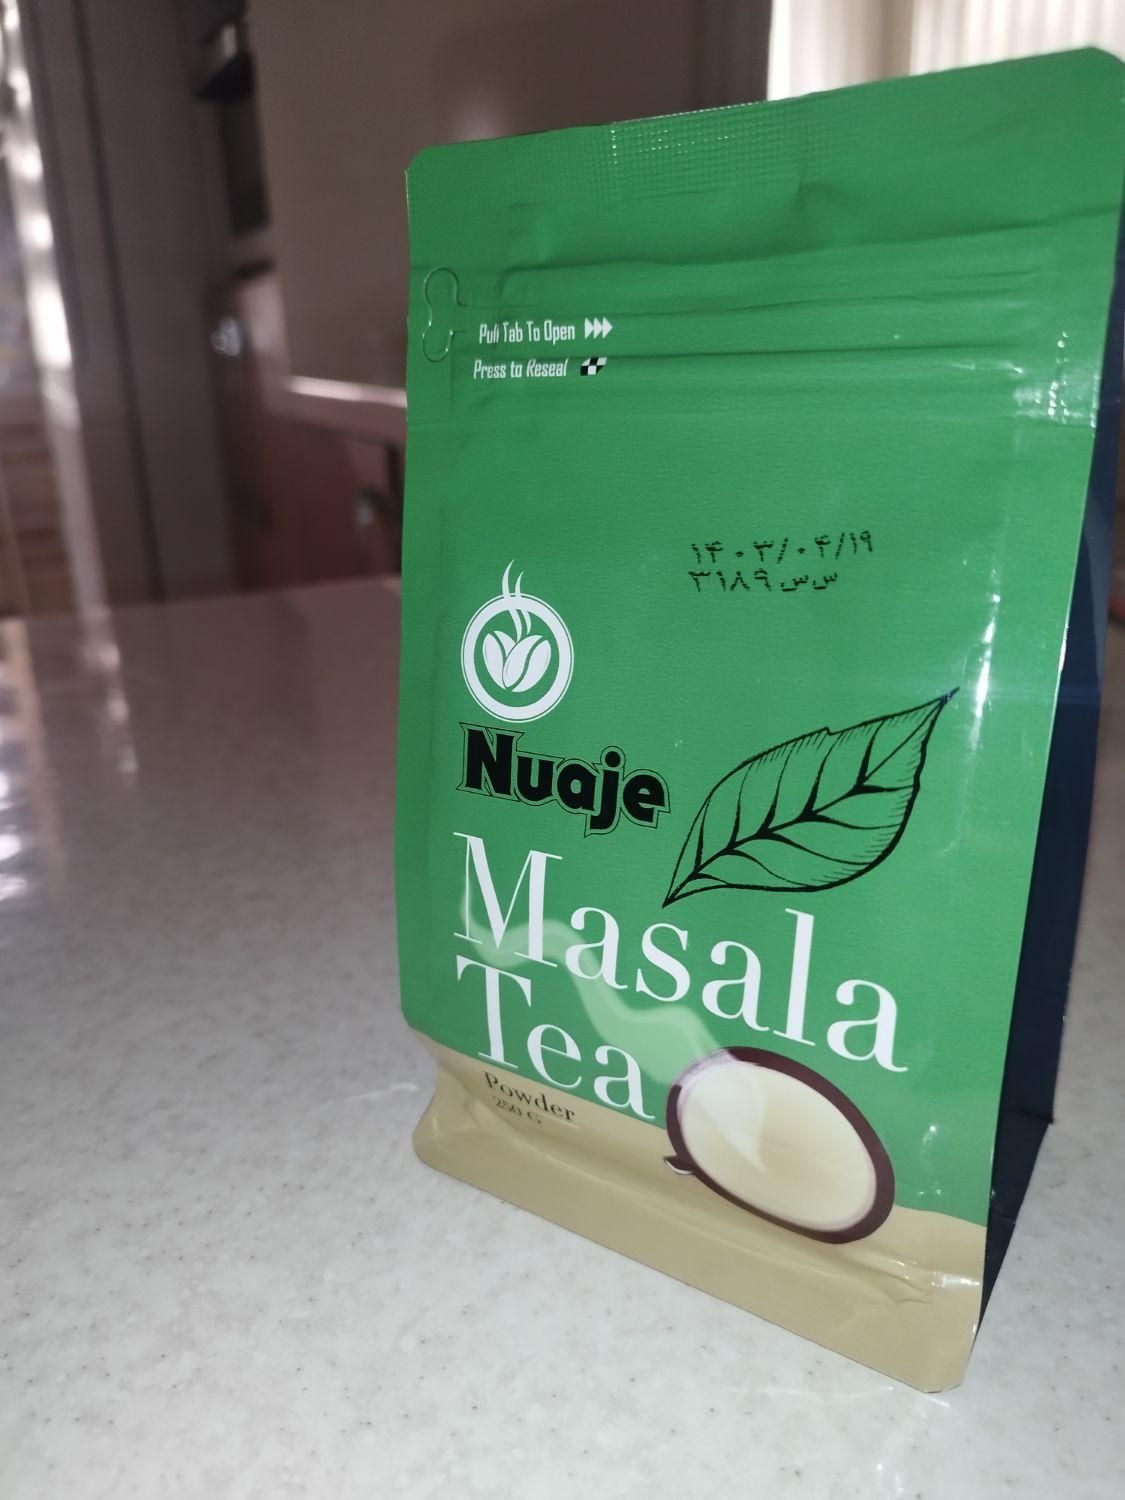 Pull Tab To Open
Press to Reseal
۱۴۰۳/۰۴/۱۹
۳۱۸۹ س س
Nuaje
Masala
Tea
Powder
250 G